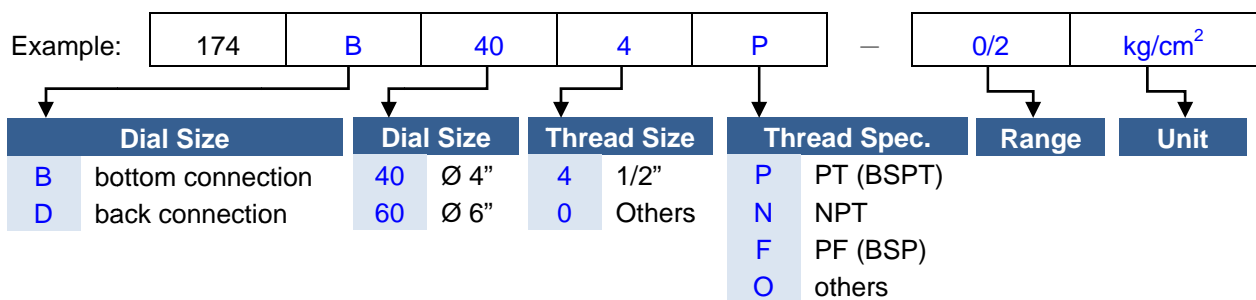 Example: 174 B 40 4 P – 0/2 kg/cm²
Dial Size Dial Size Thread Size Thread Spec. Range Unit
B bottom connection 40 Ø 4” 4 1/2” P PT (BSPT)
D back connection 60 Ø 6” 0 Others N NPT
F PF (BSP)
O others